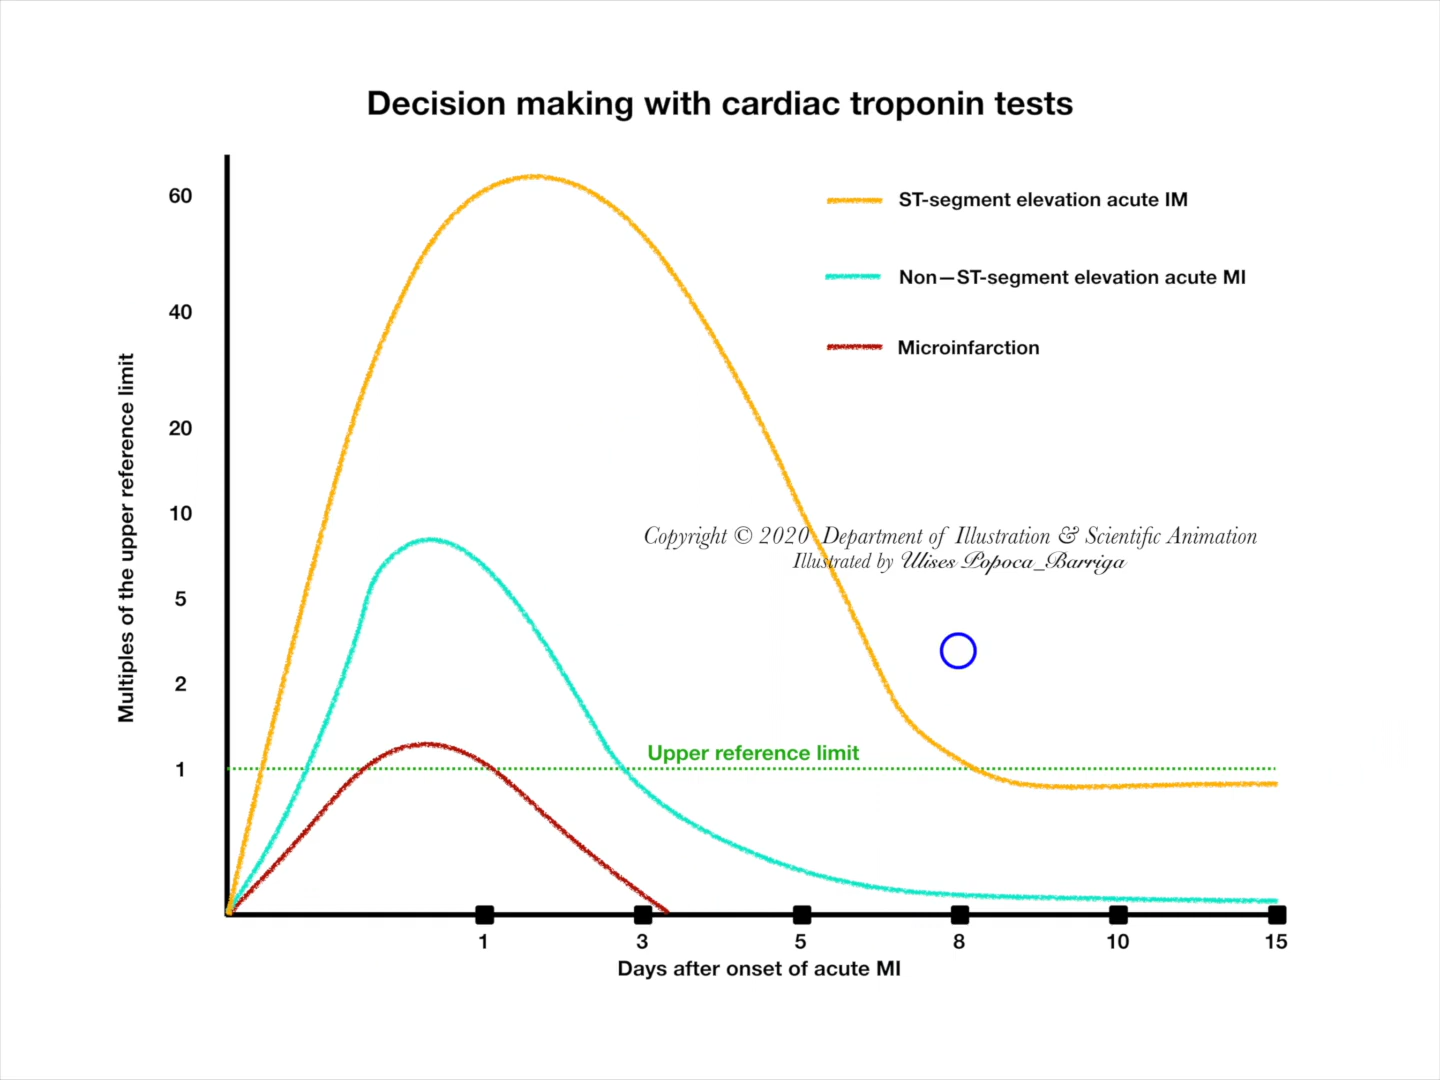 Decision making with cardiac troponin tests
60
40
20
10
5
2
1
Multiples of the upper reference limit
ST-segment elevation acute IM
Non—ST-segment elevation acute MI
Microinfarction
Copyright © 2020 Department of Illustration & Scientific Animation
Illustrated by Ulises Popoca_Barriga
Upper reference limit
1 3 5 8 10 15
Days after onset of acute MI